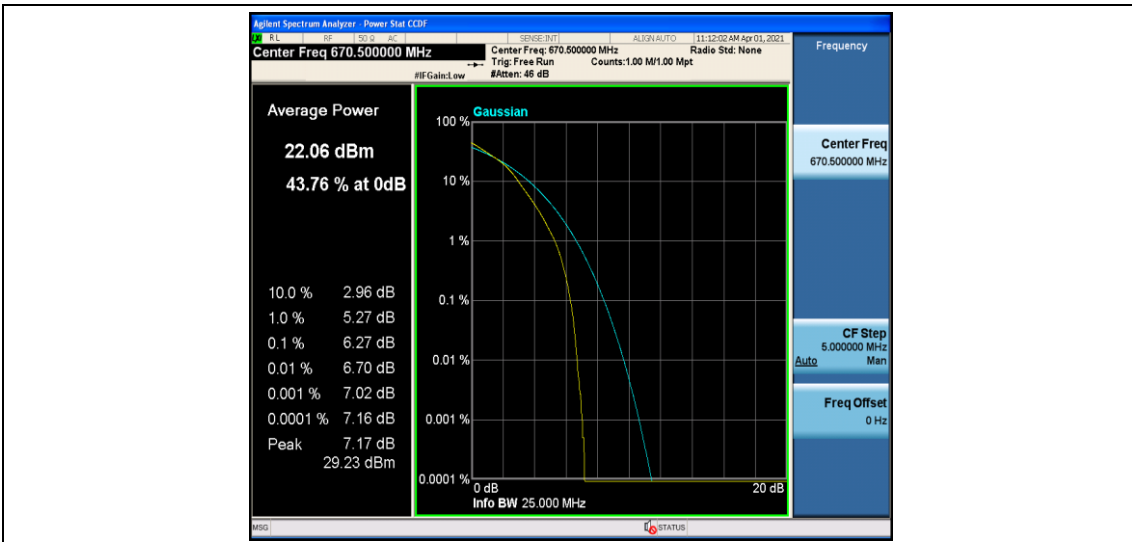 Agilent Spectrum Analyzer - Power Stat CCDF
RL RF 50 Ω AC SENSE:INT ALIGN AUTO 11:12:02 AM Apr 01, 2021
Center Freq 670.500000 MHz
Center Freq: 670.500000 MHz Radio Std: None
Trig: Free Run Counts:1.00 M/1.00 Mpt
#IFGain:Low #Atten: 46 dB
Frequency
Average Power
22.06 dBm
43.76 % at 0dB
10.0 % 2.96 dB
1.0 % 5.27 dB
0.1 % 6.27 dB
0.01 % 6.70 dB
0.001 % 7.02 dB
0.0001 % 7.16 dB
Peak 7.17 dB
29.23 dBm
Gaussian
100 %
10 %
1 %
0.1 %
0.01 %
0.001 %
0.0001 %
0 dB 20 dB
Info BW 25.000 MHz
Center Freq
670.500000 MHz
CF Step
5.000000 MHz
Auto Man
Freq Offset
0 Hz
MSG STATUS